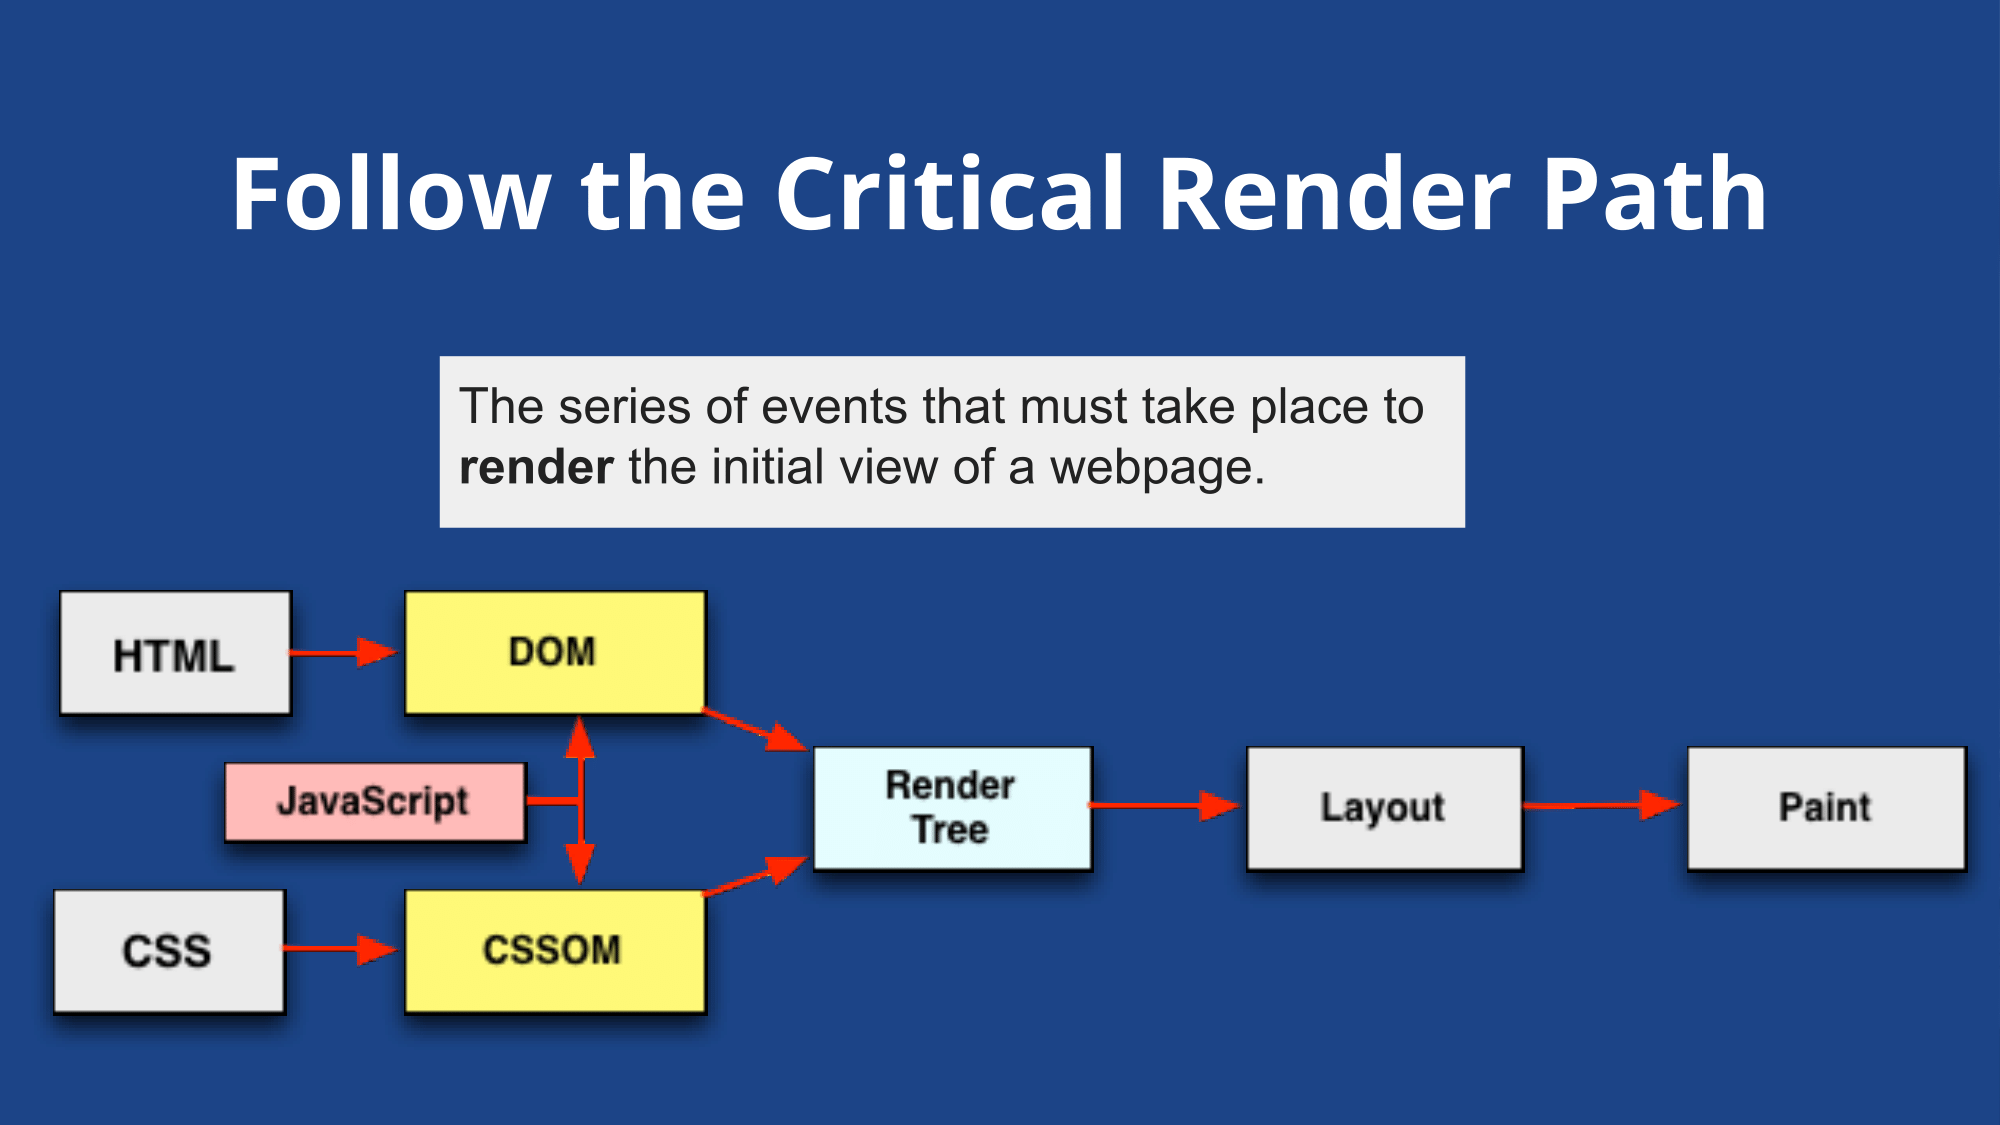 Follow the Critical Render Path
The series of events that must take place to
render the initial view of a webpage.
HTML
DOM
JavaScript
Render
Tree
Layout
Paint
CSS
CSSOM